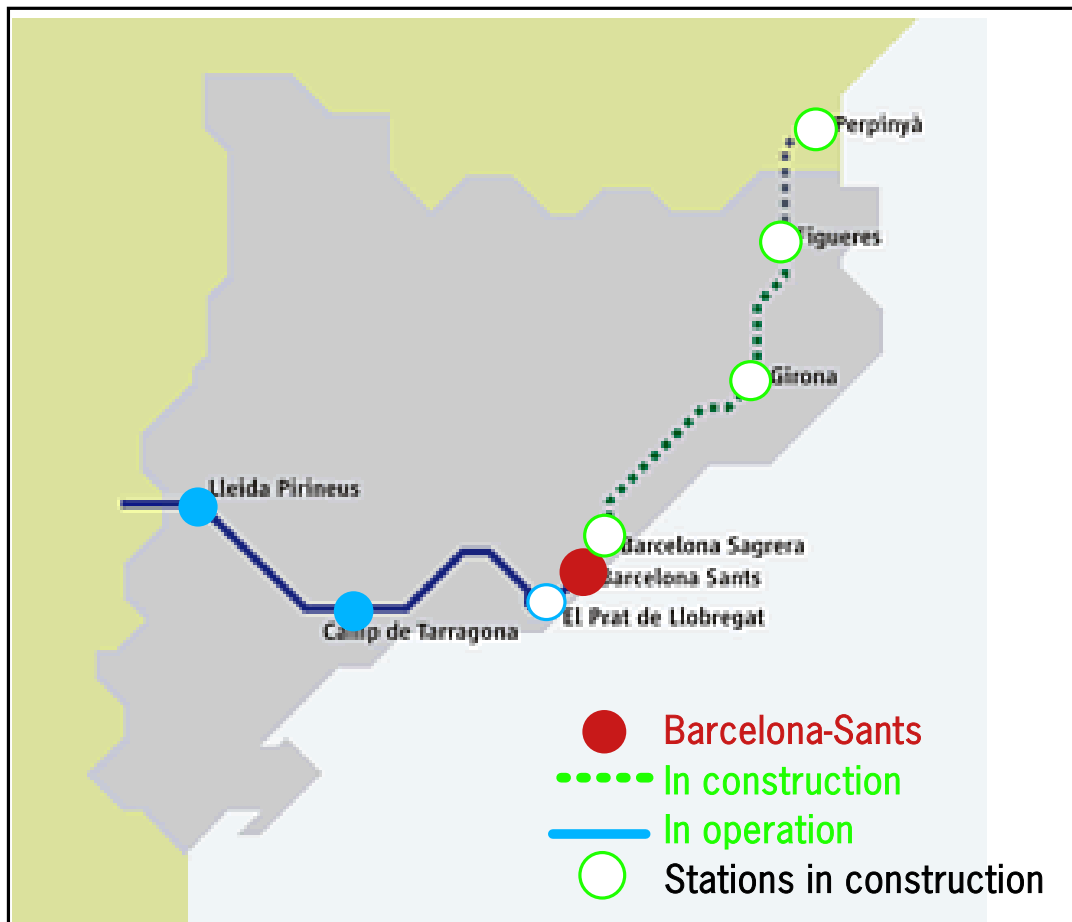 Perpinyà
Figueres
Girona
Lleida Pirineus
Barcelona Sagrera
Barcelona Sants
El Prat de Llobregat
Camp de Tarragona
Barcelona-Sants
In construction
In operation
Stations in construction